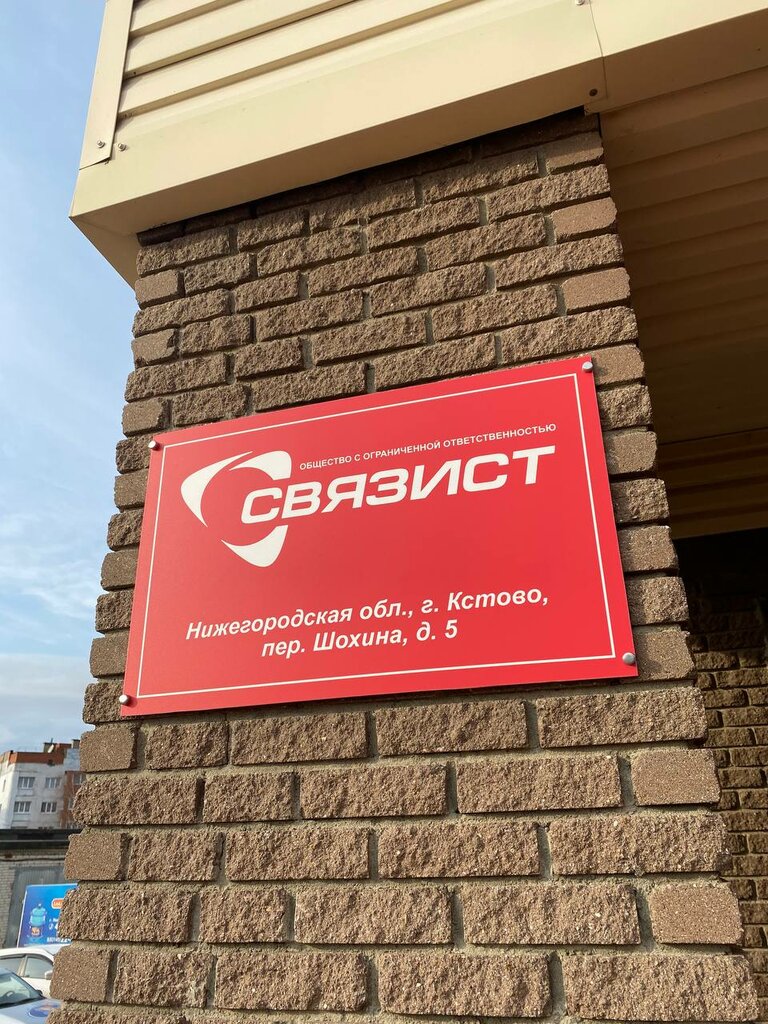 ОБЩЕСТВО С ОГРАНИЧЕННОЙ ОТВЕТСТВЕННОСТЬЮ
СВЯЗИСТ
Нижегородская обл., г. Кстово,
пер. Шохина, д. 5